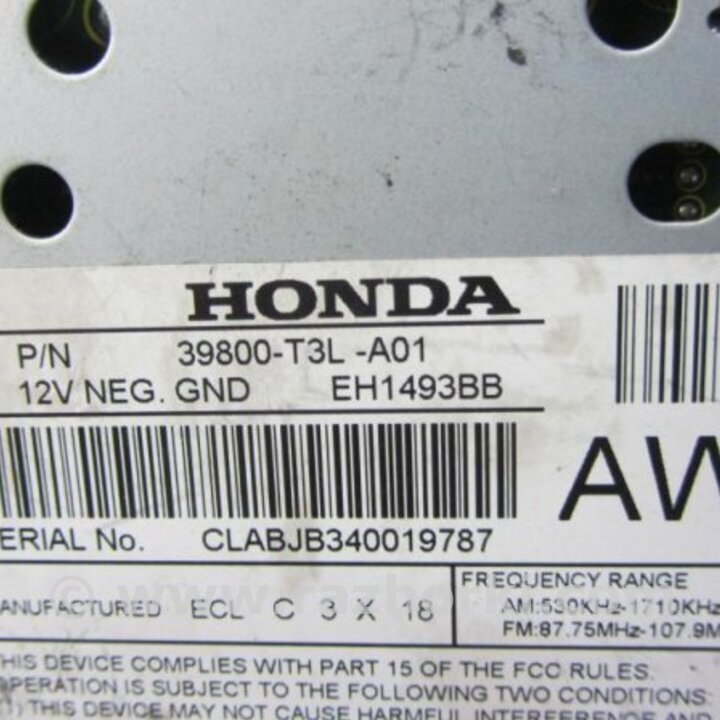 HONDA
P/N 39800-T3L -A01
12V NEG. GND EH1493BB
AW
ERIAL No. CLABJB340019787
ANUFACTURED ECL C 3 X 18
FREQUENCY RANGE
AM:530KHz-1710KHz
FM:87.75MHz-107.9M
HIS DEVICE COMPLIES WITH PART 15 OF THE FCC RULES.
PERATION IS SUBJECT TO THE FOLLOWING TWO CONDITIONS:
(1) THIS DEVICE MAY NOT CAUSE HARMFUL INTERFERENCE AND